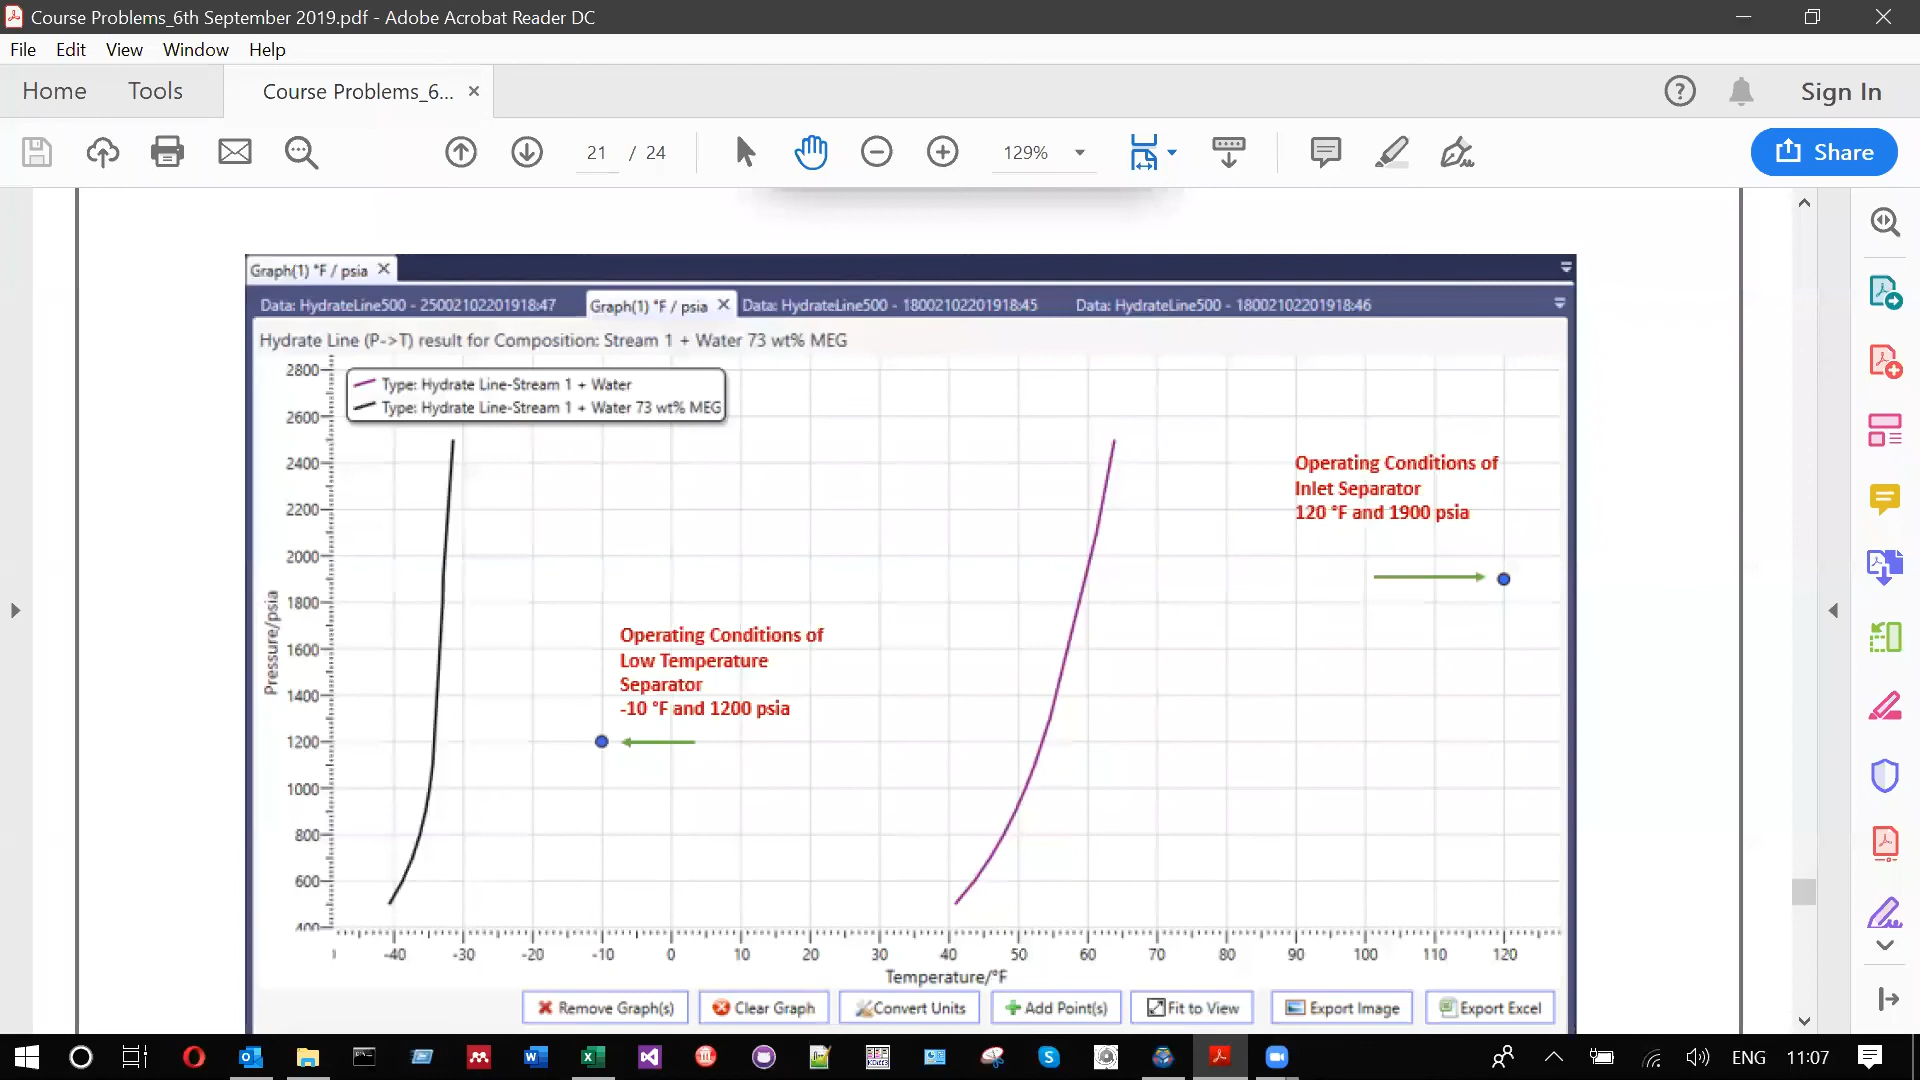 Course Problems_6th September 2019.pdf - Adobe Acrobat Reader DC
File Edit View Window Help
Home Tools Course Problems_6... × Sign In
21 / 24 129% Share
Graph(1) °F / psia ×
Data: HydrateLine500 - 25002102201918:47 Graph(1) °F / psia × Data: HydrateLine500 - 18002102201918:45 Data: HydrateLine500 - 18002102201918:46
Hydrate Line (P->T) result for Composition: Stream 1 + Water 73 wt% MEG
Type: Hydrate Line-Stream 1 + Water
Type: Hydrate Line-Stream 1 + Water 73 wt% MEG
2800
2600
2400
2200
2000
1800
1600
1400
1200
1000
800
600
400
Pressure/psia
Operating Conditions of
Inlet Separator
120 °F and 1900 psia
Operating Conditions of
Low Temperature
Separator
-10 °F and 1200 psia
-40 -30 -20 -10 0 10 20 30 40 50 60 70 80 90 100 110 120
Temperature/°F
Remove Graph(s) Clear Graph Convert Units Add Point(s) Fit to View Export Image Export Excel
ENG 11:07